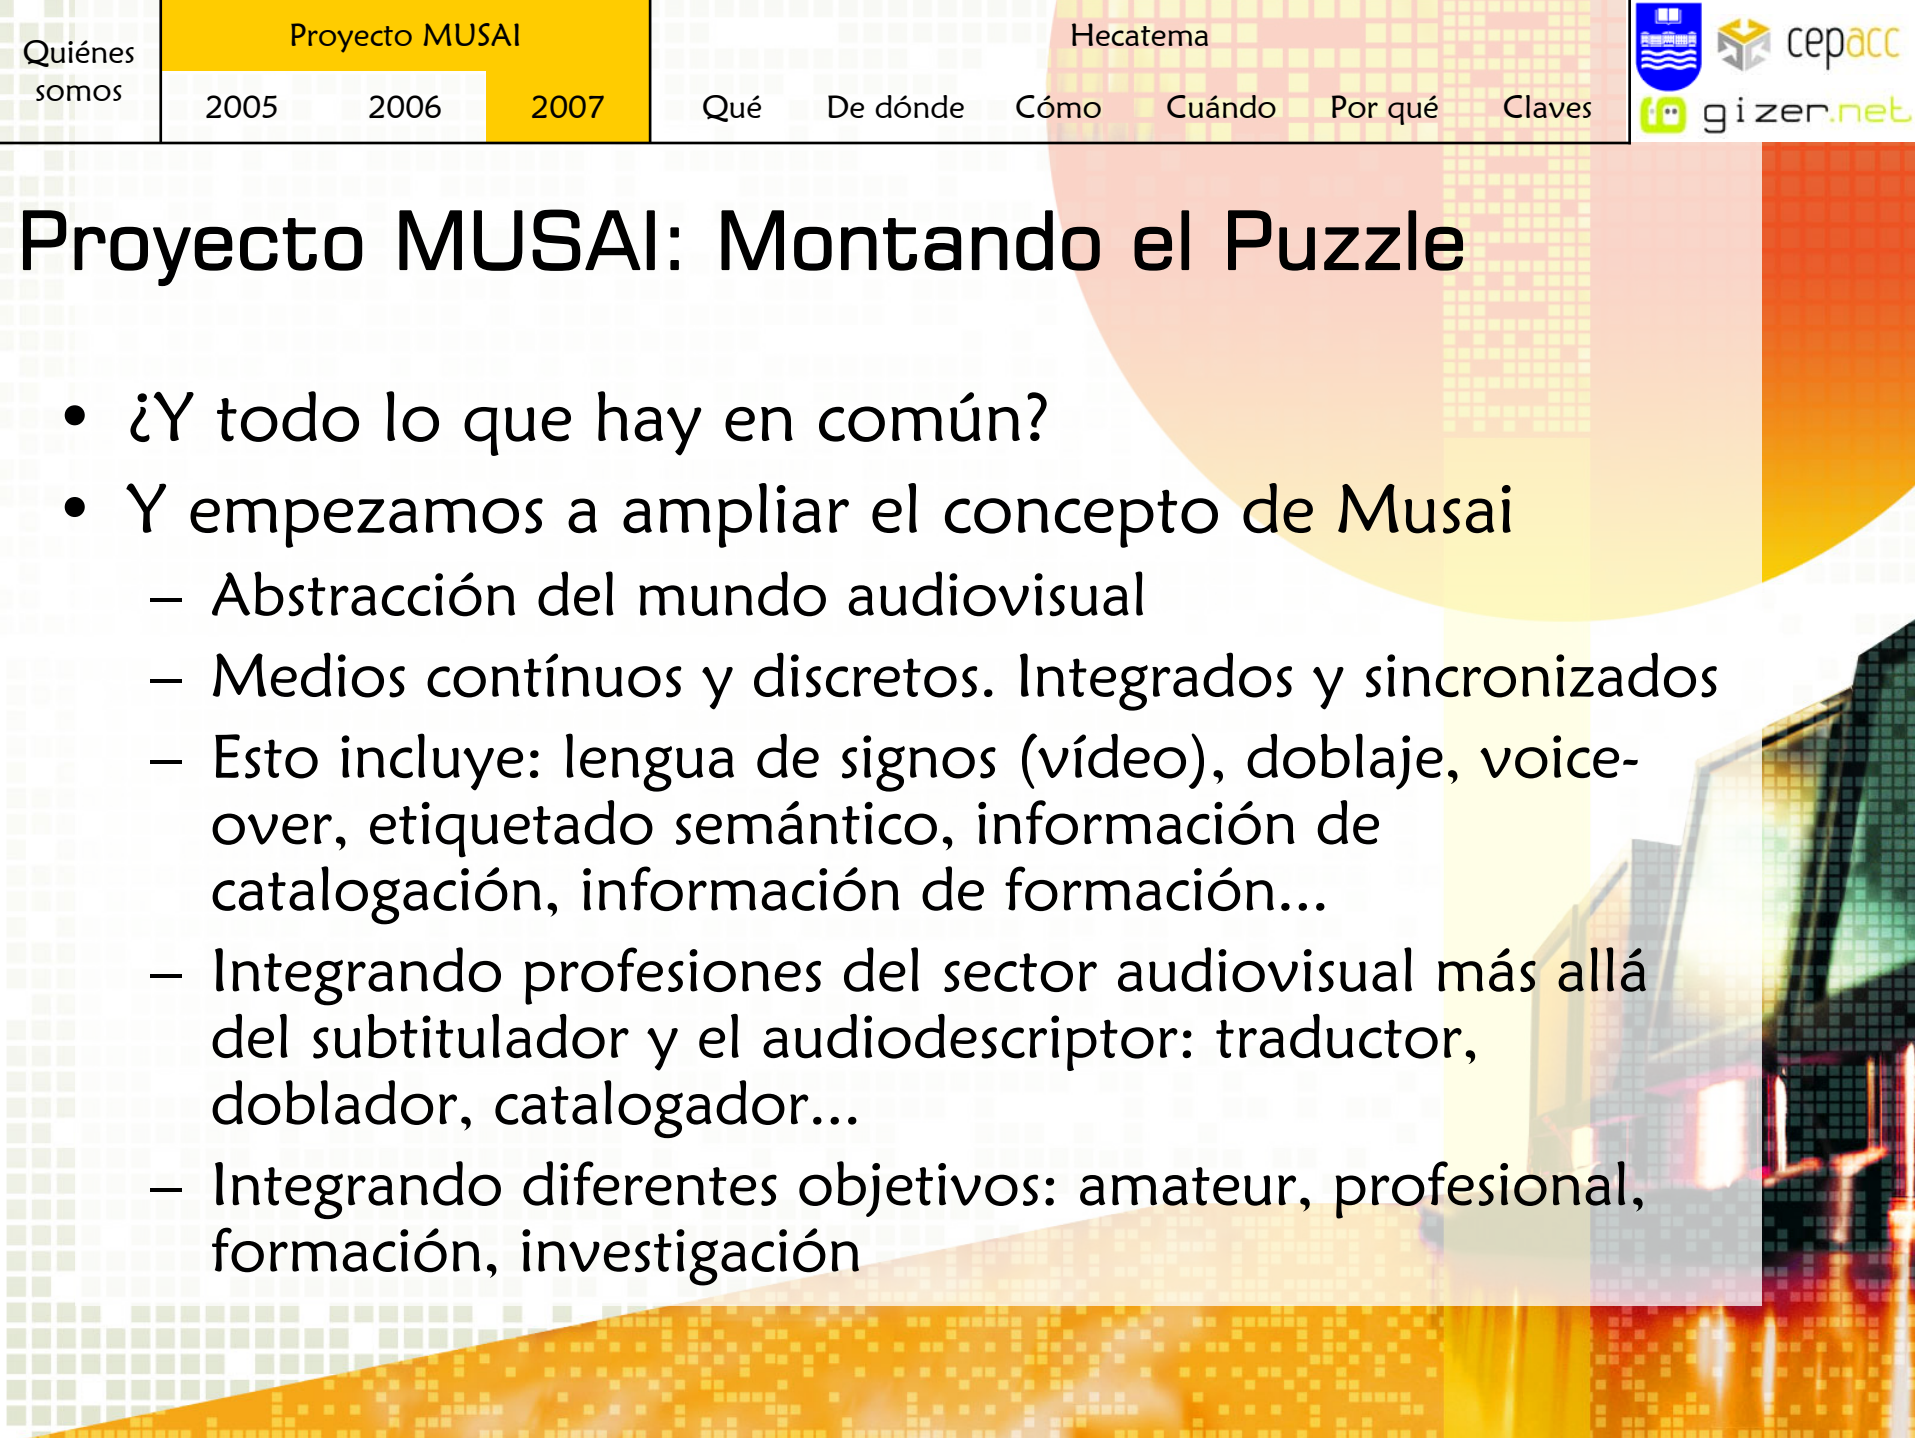 Quiénes somos
Proyecto MUSAI
2005 2006 2007
Hecatema
Qué De dónde Cómo Cuándo Por qué Claves
cepacc
gizer.net
Proyecto MUSAI: Montando el Puzzle
• ¿Y todo lo que hay en común?
• Y empezamos a ampliar el concepto de Musai
– Abstracción del mundo audiovisual
– Medios contínuos y discretos. Integrados y sincronizados
– Esto incluye: lengua de signos (vídeo), doblaje, voice-
over, etiquetado semántico, información de
catalogación, información de formación...
– Integrando profesiones del sector audiovisual más allá
del subtitulador y el audiodescriptor: traductor,
doblador, catalogador...
– Integrando diferentes objetivos: amateur, profesional,
formación, investigación